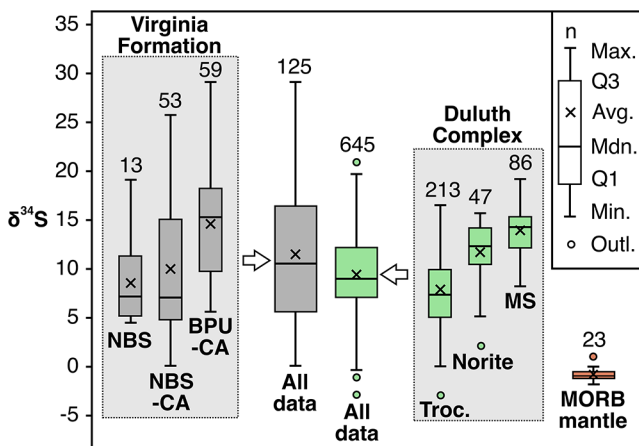 δ³⁴S
35
30
25
20
15
10
5
0
-5
Virginia
Formation
13
53
59
NBS
NBS
-CA
BPU
-CA
125
All
data
645
All
data
Duluth
Complex
213
47
86
Troc.
Norite
MS
23
MORB
mantle
n
Max.
Q3
Avg.
Mdn.
Q1
Min.
Outl.